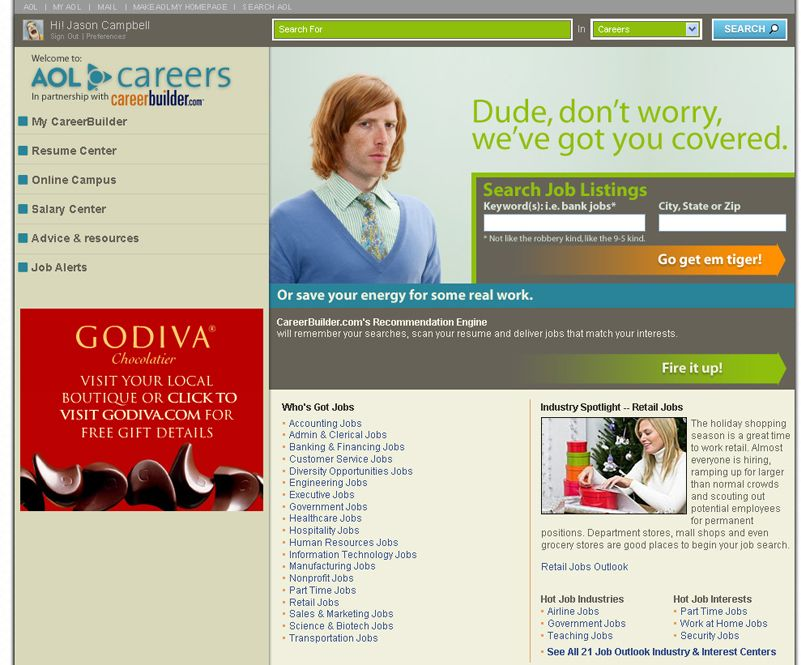 AOL | MY AOL | MAIL | MAKE AOL MY HOMEPAGE | SEARCH AOL
Hi! Jason Campbell
Sign Out | Preferences
Search For
In
Careers
SEARCH
Welcome to:
AOL careers
In partnership with careerbuilder.com
My CareerBuilder
Resume Center
Online Campus
Salary Center
Advice & resources
Job Alerts
GODIVA®
Chocolatier
VISIT YOUR LOCAL
BOUTIQUE OR CLICK TO
VISIT GODIVA.COM FOR
FREE GIFT DETAILS
Dude, don't worry,
we've got you covered.
Search Job Listings
Keyword(s): i.e. bank jobs*
City, State or Zip
* Not like the robbery kind, like the 9-5 kind.
Go get em tiger!
Or save your energy for some real work.
CareerBuilder.com's Recommendation Engine
will remember your searches, scan your resume and deliver jobs that match your interests.
Fire it up!
Who's Got Jobs
Accounting Jobs
Admin & Clerical Jobs
Banking & Financing Jobs
Customer Service Jobs
Diversity Opportunities Jobs
Engineering Jobs
Executive Jobs
Government Jobs
Healthcare Jobs
Hospitality Jobs
Human Resources Jobs
Information Technology Jobs
Manufacturing Jobs
Nonprofit Jobs
Part Time Jobs
Retail Jobs
Sales & Marketing Jobs
Science & Biotech Jobs
Transportation Jobs
Industry Spotlight -- Retail Jobs
The holiday shopping
season is a great time
to work retail. Almost
everyone is hiring,
ramping up for larger
than normal crowds
and scouting out
potential employees
for permanent
positions. Department stores, mall shops and even
grocery stores are good places to begin your job search.
Retail Jobs Outlook
Hot Job Industries
Airline Jobs
Government Jobs
Teaching Jobs
Hot Job Interests
Part Time Jobs
Work at Home Jobs
Security Jobs
See All 21 Job Outlook Industry & Interest Centers